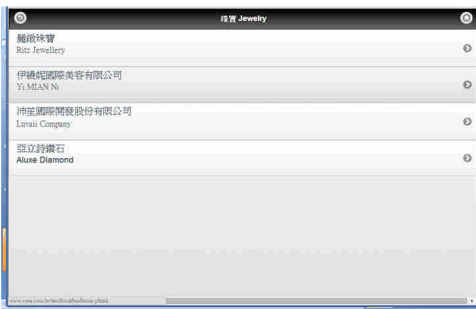 珠寶 Jewelry
麗緻珠寶
Ritz Jewellery
伊綿妮國際美容有限公司
Yi MIAN Ni
沛笙國際開發股份有限公司
Luvaii Company
亞立詩鑽石
Aluxe Diamond